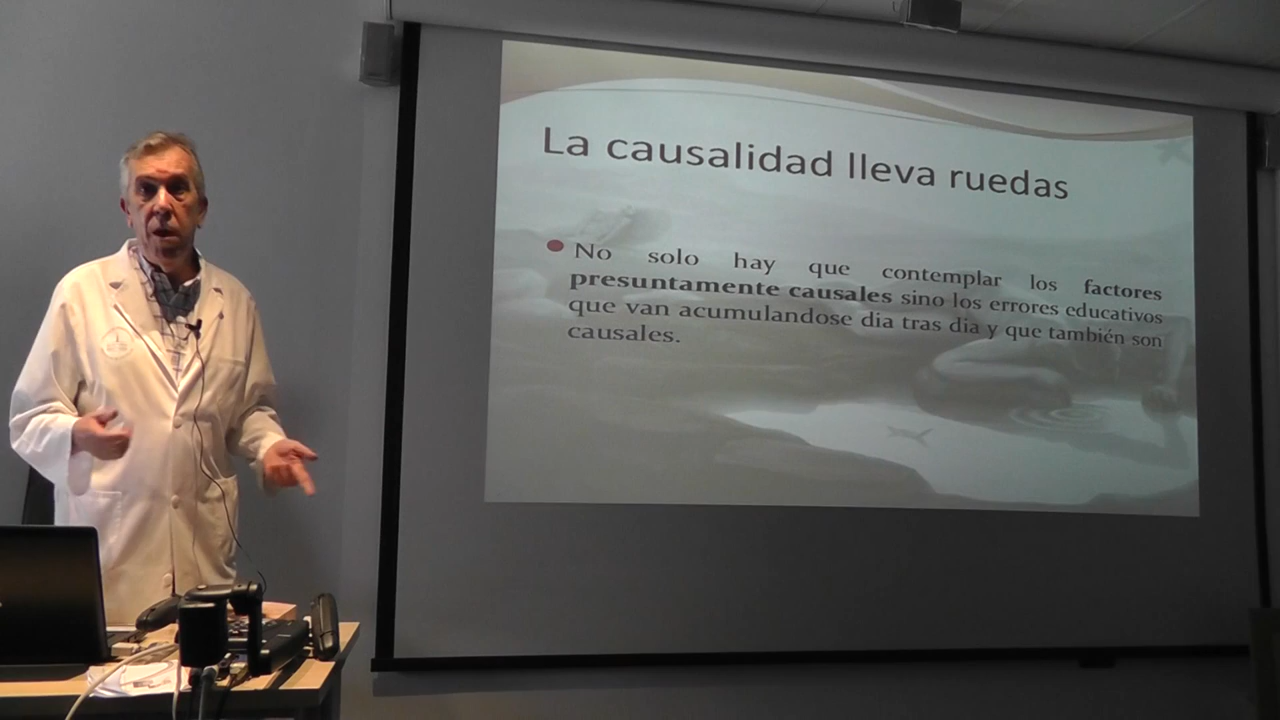 La causalidad lleva ruedas
No solo hay que contemplar los factores
presuntamente causales sino los errores educativos
que van acumulandose dia tras dia y que también son
causales.